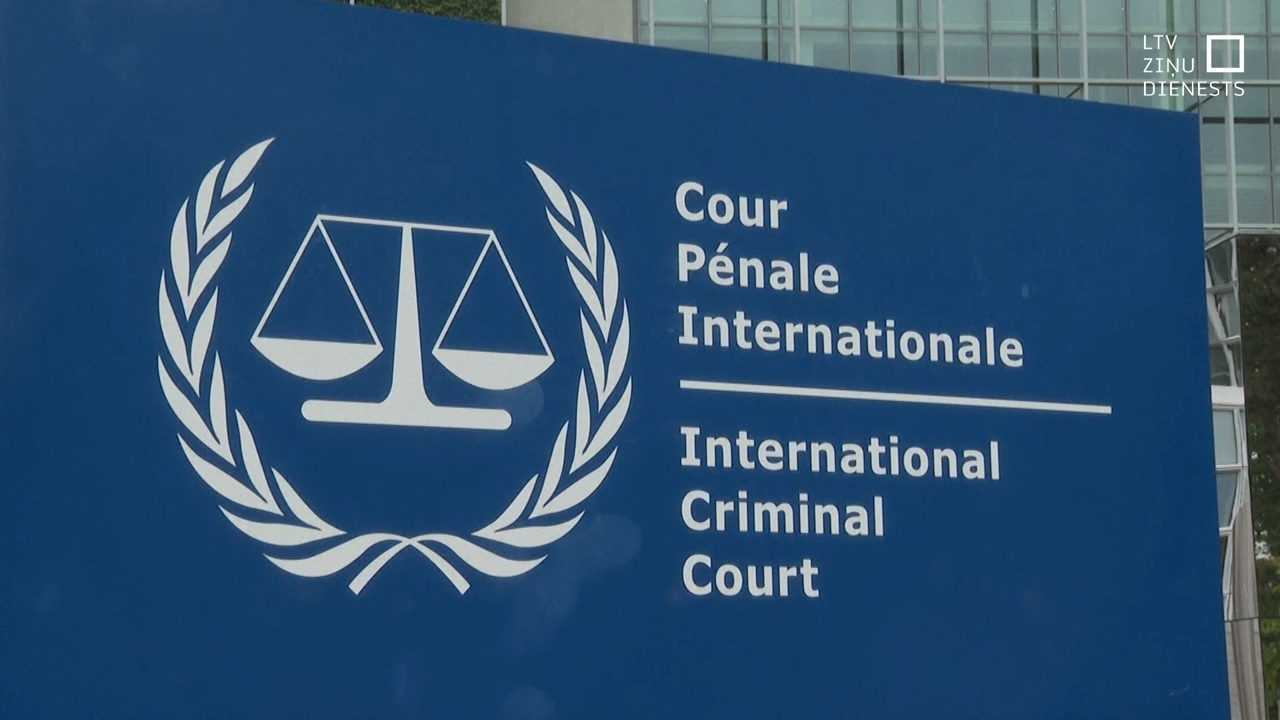 LTV
ZIŅU
DIENESTS
Cour
Pénale
Internationale
International
Criminal
Court